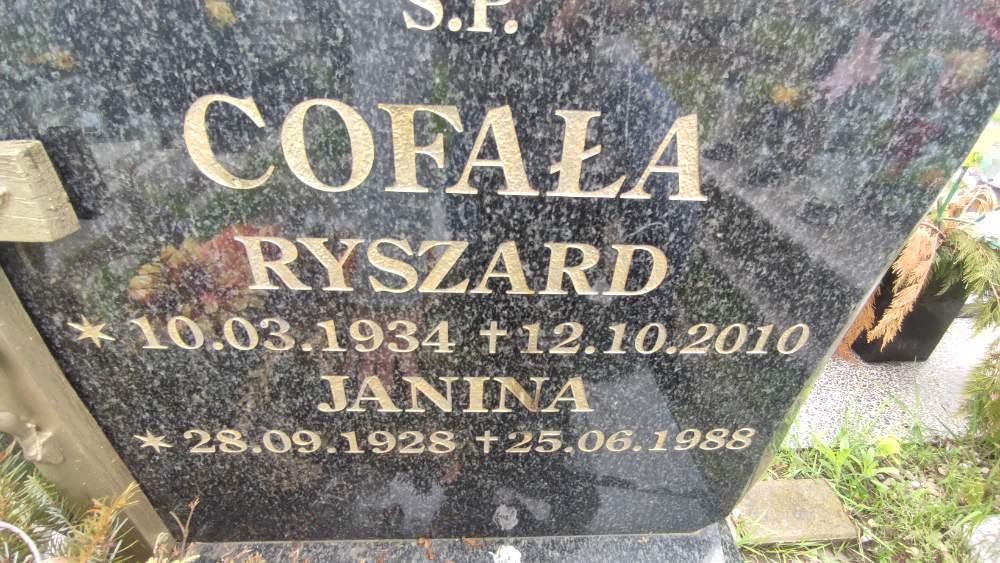 Ś.P.
COFAŁA
RYSZARD
* 10.03.1934 † 12.10.2010
JANINA
* 28.09.1928 † 25.06.1988